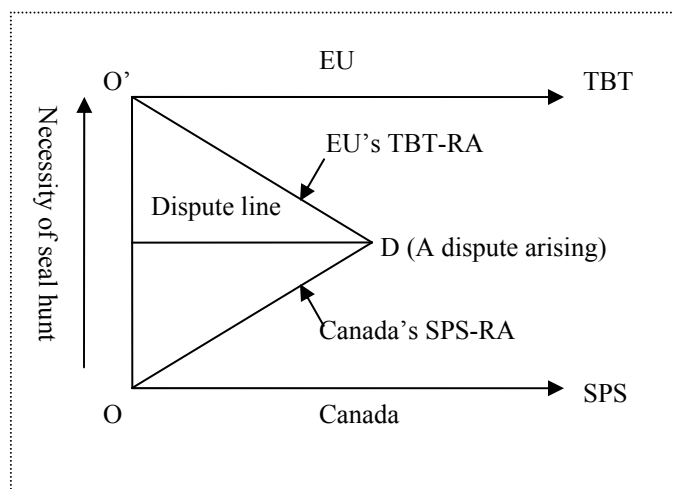 EU
O’
TBT
Necessity of seal hunt
EU’s TBT-RA
Dispute line
D (A dispute arising)
Canada’s SPS-RA
O
Canada
SPS